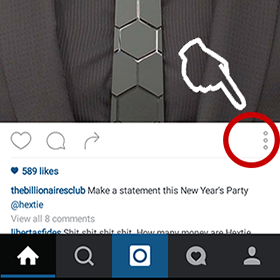 589 likes
thebillionairesclub Make a statement this New Year's Party
@hextie
View all 8 comments
libertasfides Shit shit shit shit. How many money are Hextie